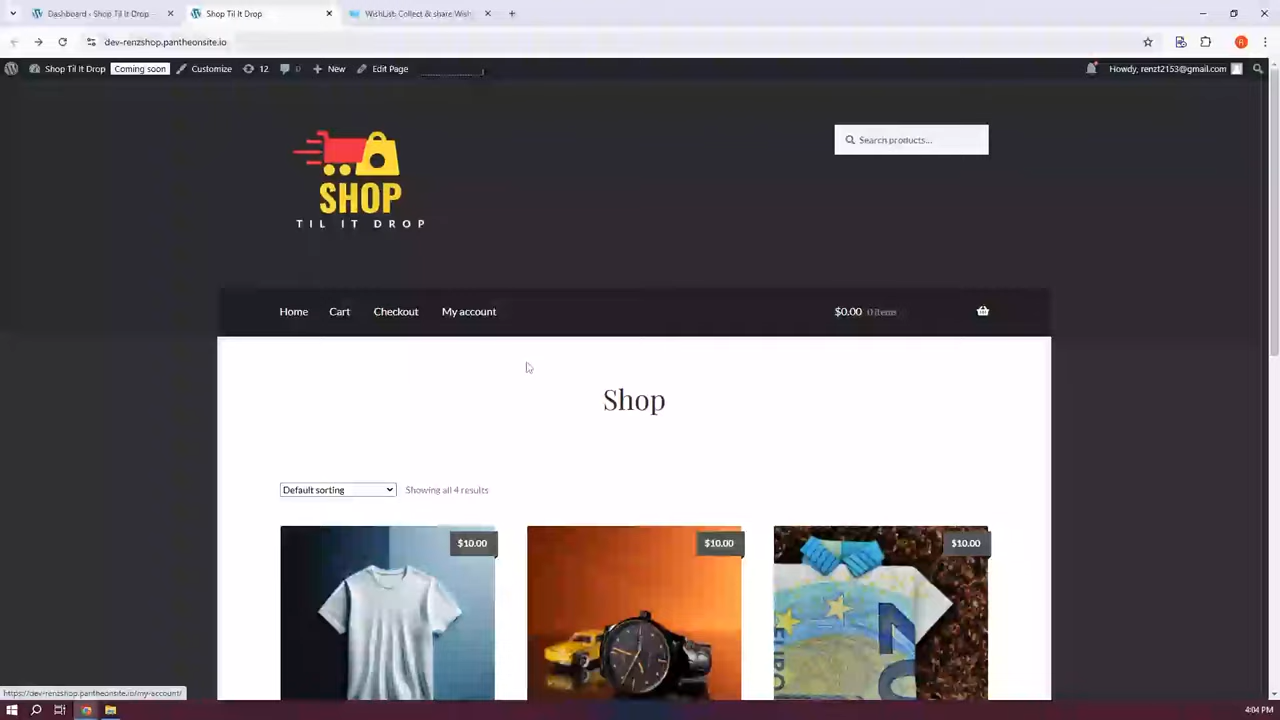 Dashboard - Shop Til It Drop
Shop Til It Drop
WishList: Collect & share Wish
dev-renzshop.pantheonsite.io
Shop Til It Drop
Coming soon
Customize
12
0
New
Edit Page
Howdy, renzt2153@gmail.com
SHOP
TIL IT DROP
Search products...
Home
Cart
Checkout
My account
$0.00 0 items
Shop
Default sorting
Showing all 4 results
$10.00
$10.00
$10.00
EURO
https://dev-renzshop.pantheonsite.io/my-account/
4:04 PM